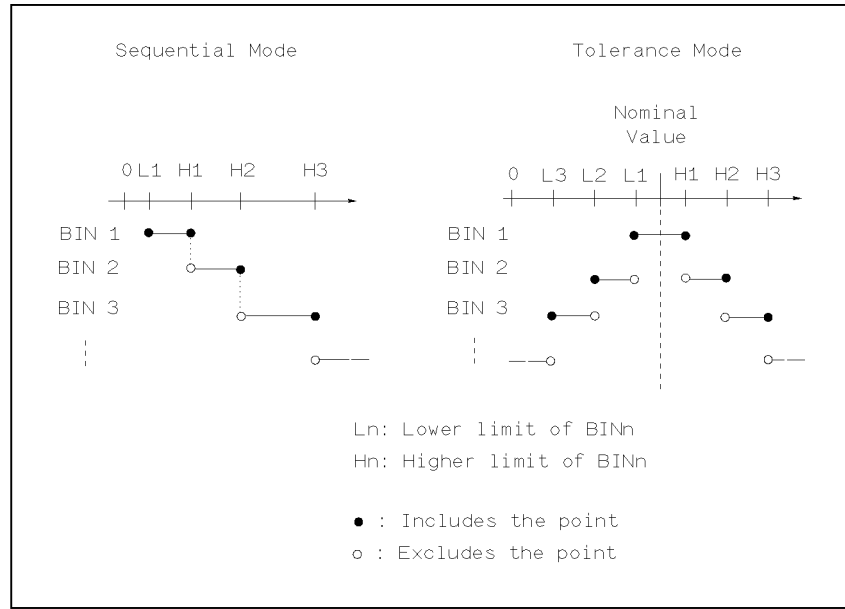 Sequential Mode
Tolerance Mode
Nominal
Value
0 L1 H1 H2 H3
0 L3 L2 L1 H1 H2 H3
BIN 1
BIN 2
BIN 3
BIN 1
BIN 2
BIN 3
Ln: Lower limit of BINn
Hn: Higher limit of BINn
● : Includes the point
○ : Excludes the point